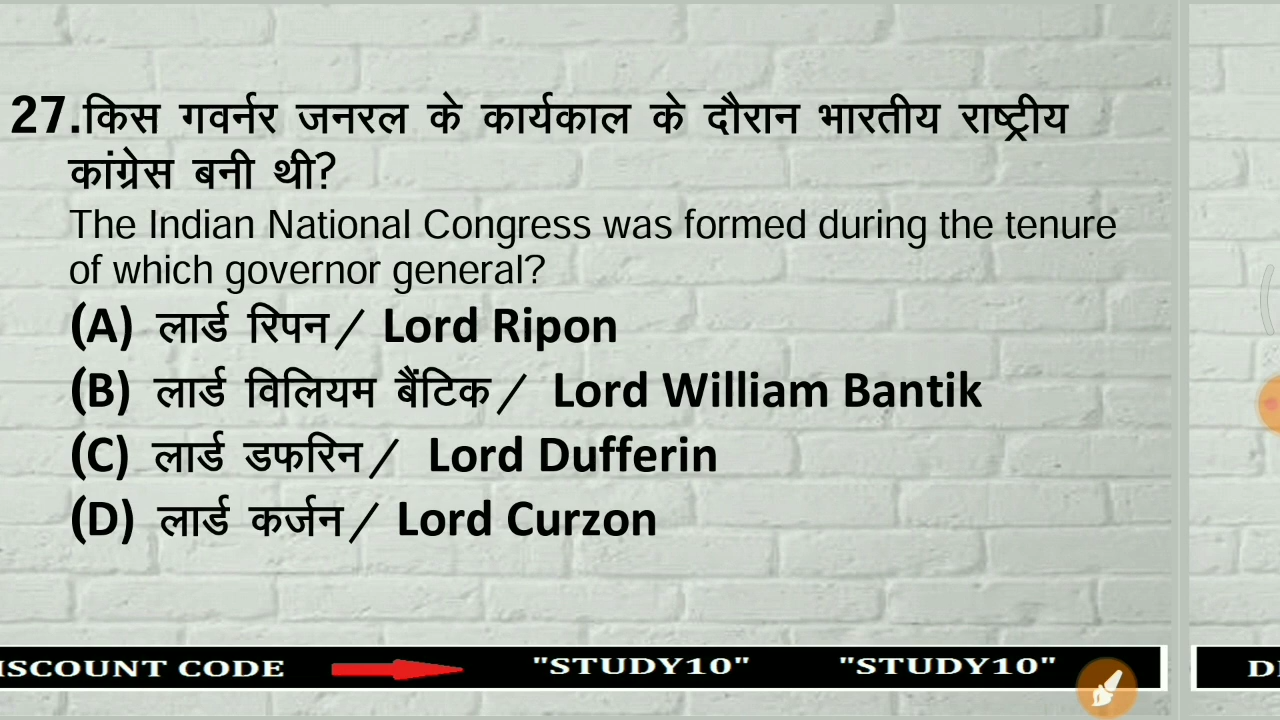 27.किस गवर्नर जनरल के कार्यकाल के दौरान भारतीय राष्ट्रीय
कांग्रेस बनी थी?
The Indian National Congress was formed during the tenure
of which governor general?
(A) लार्ड रिपन/ Lord Ripon
(B) लार्ड विलियम बैंटिक/ Lord William Bantik
(C) लार्ड डफरिन/ Lord Dufferin
(D) लार्ड कर्जन/ Lord Curzon
ISCOUNT CODE "STUDY10" "STUDY10"